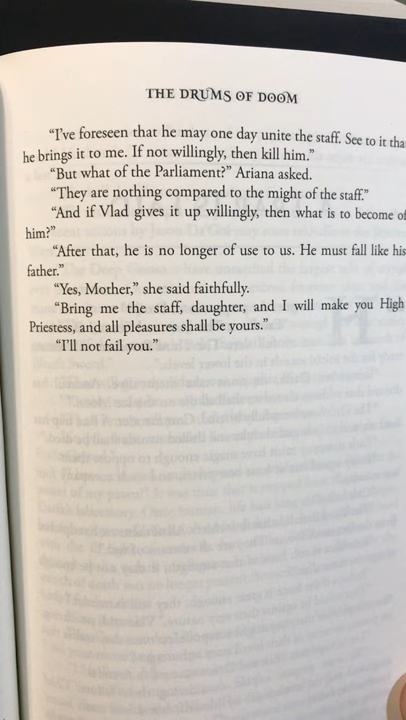 THE DRUMS OF DOOM
“I’ve foreseen that he may one day unite the staff. See to it tha
he brings it to me. If not willingly, then kill him.”
“But what of the Parliament?” Ariana asked.
“They are nothing compared to the might of the staff.”
“And if Vlad gives it up willingly, then what is to become of
him?”
“After that, he is no longer of use to us. He must fall like his
father.”
“Yes, Mother,” she said faithfully.
“Bring me the staff, daughter, and I will make you High
Priestess, and all pleasures shall be yours.”
“I’ll not fail you.”